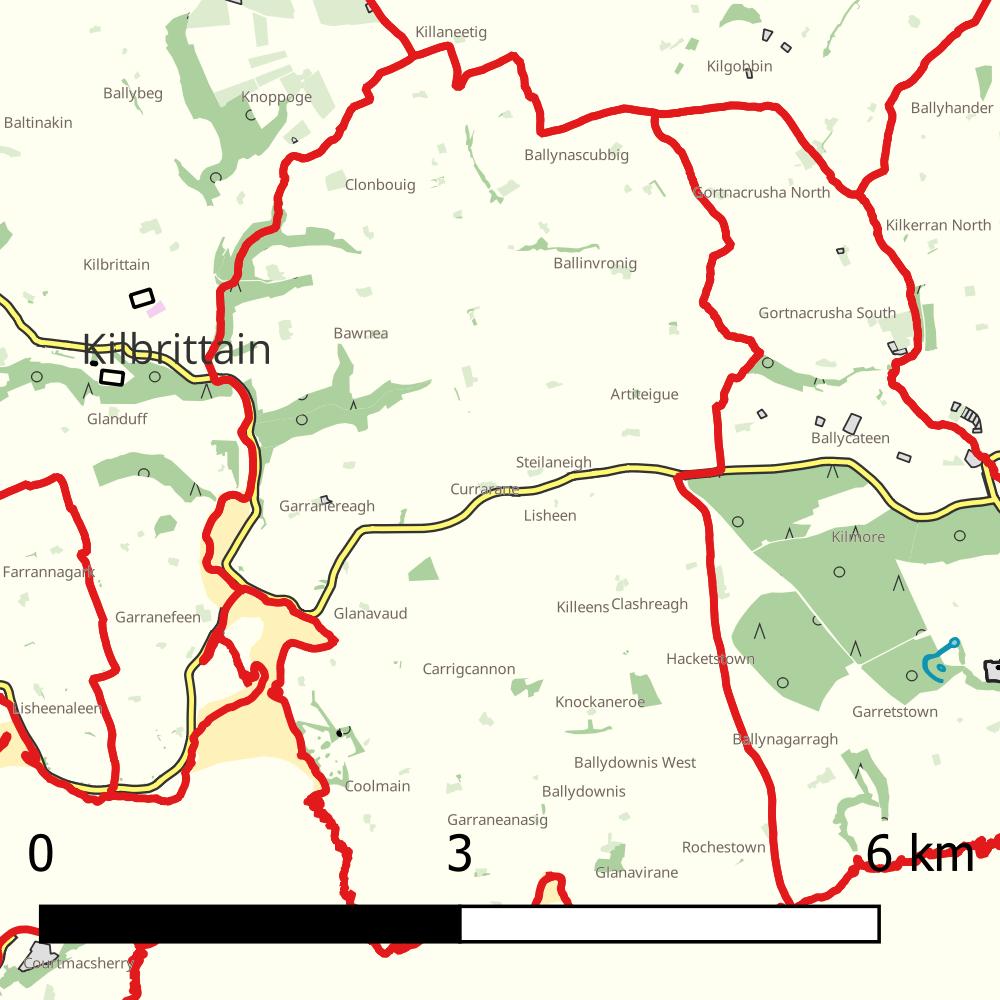 Killaneetig
Kilgobbin
Ballybeg
Knoppoge
Ballyhander
Baltinakin
Ballynascubbig
Clonbouig
Gortnacrusha North
Kilkerran North
Kilbrittain
Ballinvronig
Gortnacrusha South
Bawnea
Kilbrittain
Artiteigue
Glanduff
Ballycateen
Steilaneigh
Currarane
Garranereagh
Lisheen
Kilmore
Farrannagark
Killeens
Clashreagh
Garranefeen
Glanavaud
Hacketstown
Carrigcannon
Knockaneroe
Lisheenaleen
Garretstown
Ballynagarragh
Ballydownis West
Coolmain
Ballydownis
Garraneanasig
Rochestown
0
3
6 km
Glanavirane
Courtmacsherry